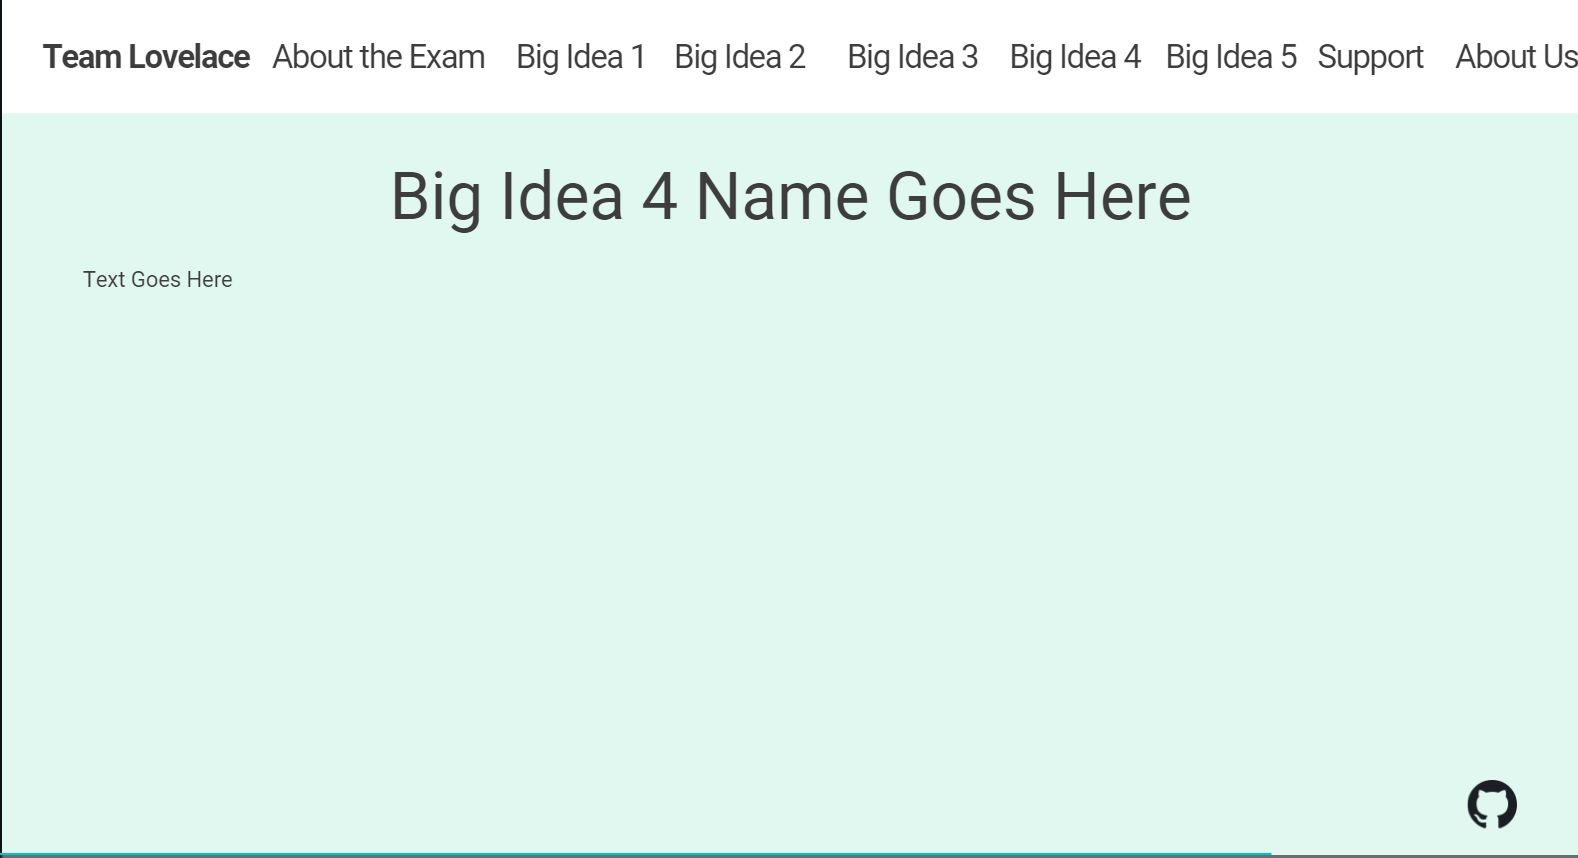 Team Lovelace About the Exam Big Idea 1 Big Idea 2 Big Idea 3 Big Idea 4 Big Idea 5 Support About Us
Big Idea 4 Name Goes Here
Text Goes Here